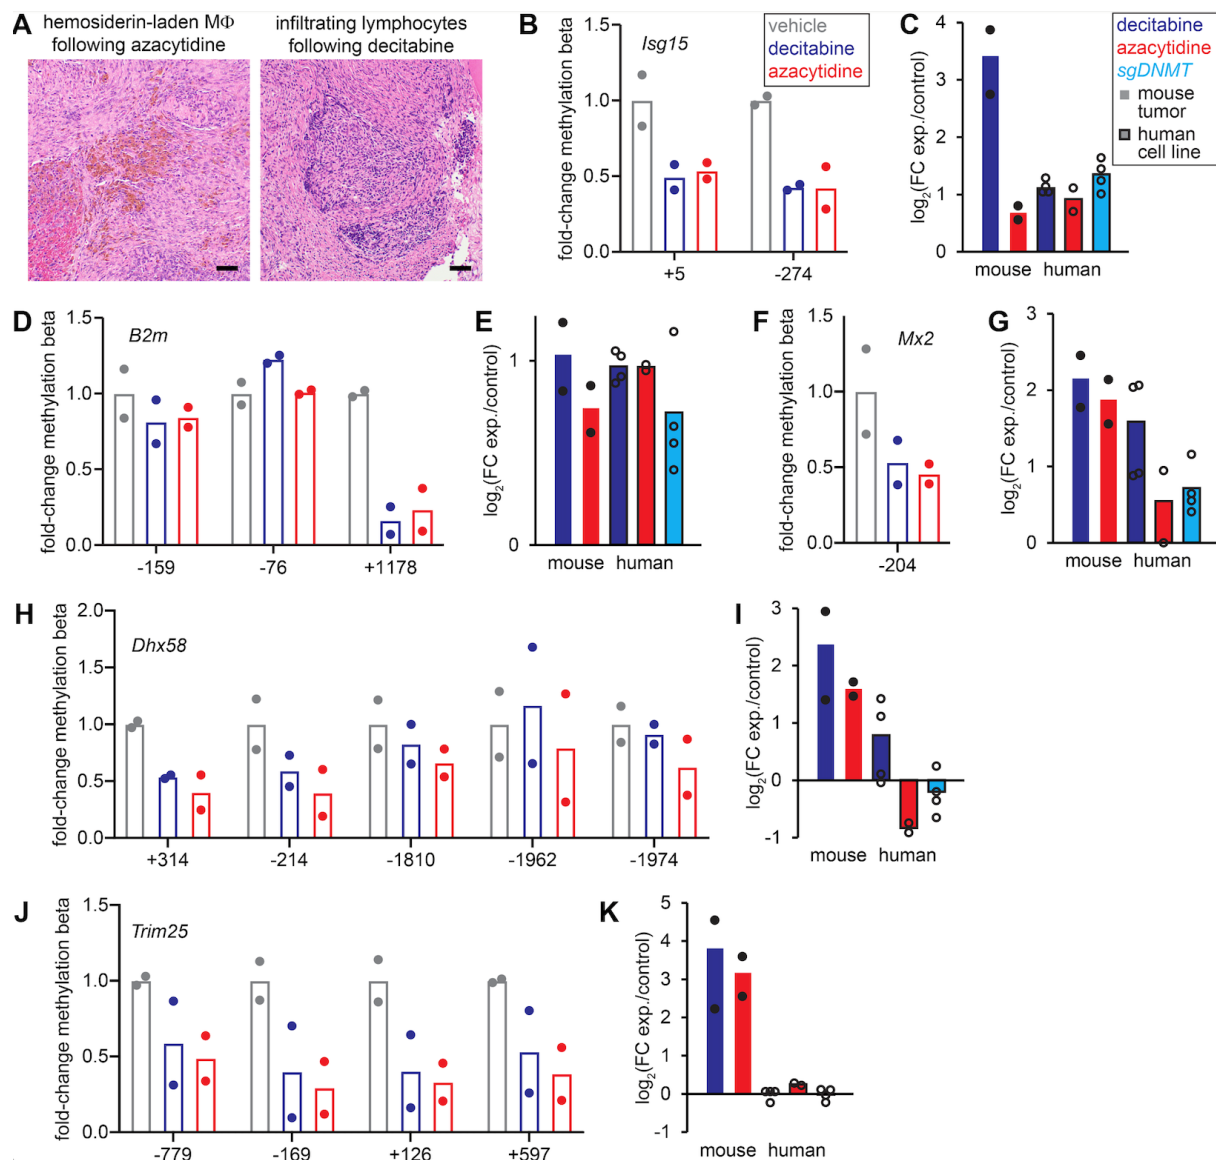 A
hemosiderin-laden MΦ
following azacytidine
infiltrating lymphocytes
following decitabine
B
fold-change methylation beta
1.5
1.0
0.5
0.0
Isg15
vehicle
decitabine
azacytidine
+5
-274
C
log2(FC exp./control)
4
2
1
0
4
mouse human
decitabine
azacytidine
sgDNMT
mouse
tumor
human
cell line
D
fold-change methylation beta
1.5
1.0
0.5
0.0
B2m
-159
-76
+1178
E
log2(FC exp./control)
1
0
mouse human
F
fold-change methylation beta
1.5
1.0
0.5
0.0
Mx2
-204
G
log2(FC exp./control)
3
2
1
0
mouse human
H
fold-change methylation beta
2.0
1.5
1.0
0.5
0.0
Dhx58
+314
-214
-1810
-1962
-1974
I
log2(FC exp./control)
3
2
1
0
-1
mouse human
J
fold-change methylation beta
1.5
1.0
0.5
0.0
Trim25
-779
-169
+126
+597
K
log2(FC exp./control)
5
4
3
2
1
0
-1
mouse human